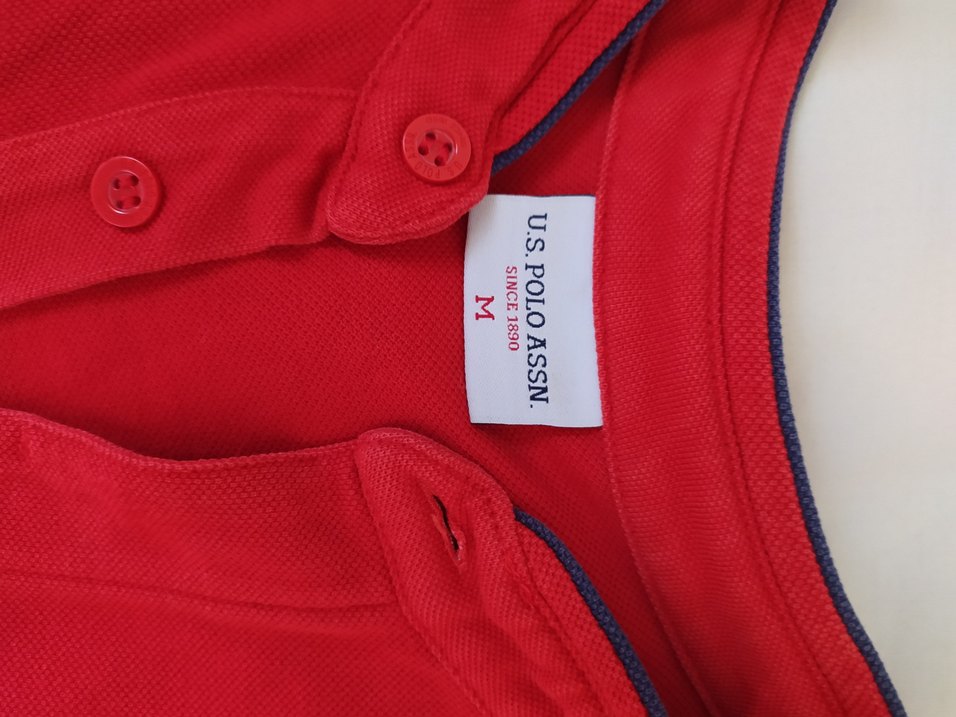 U.S. POLO ASSN.
SINCE 1890
M